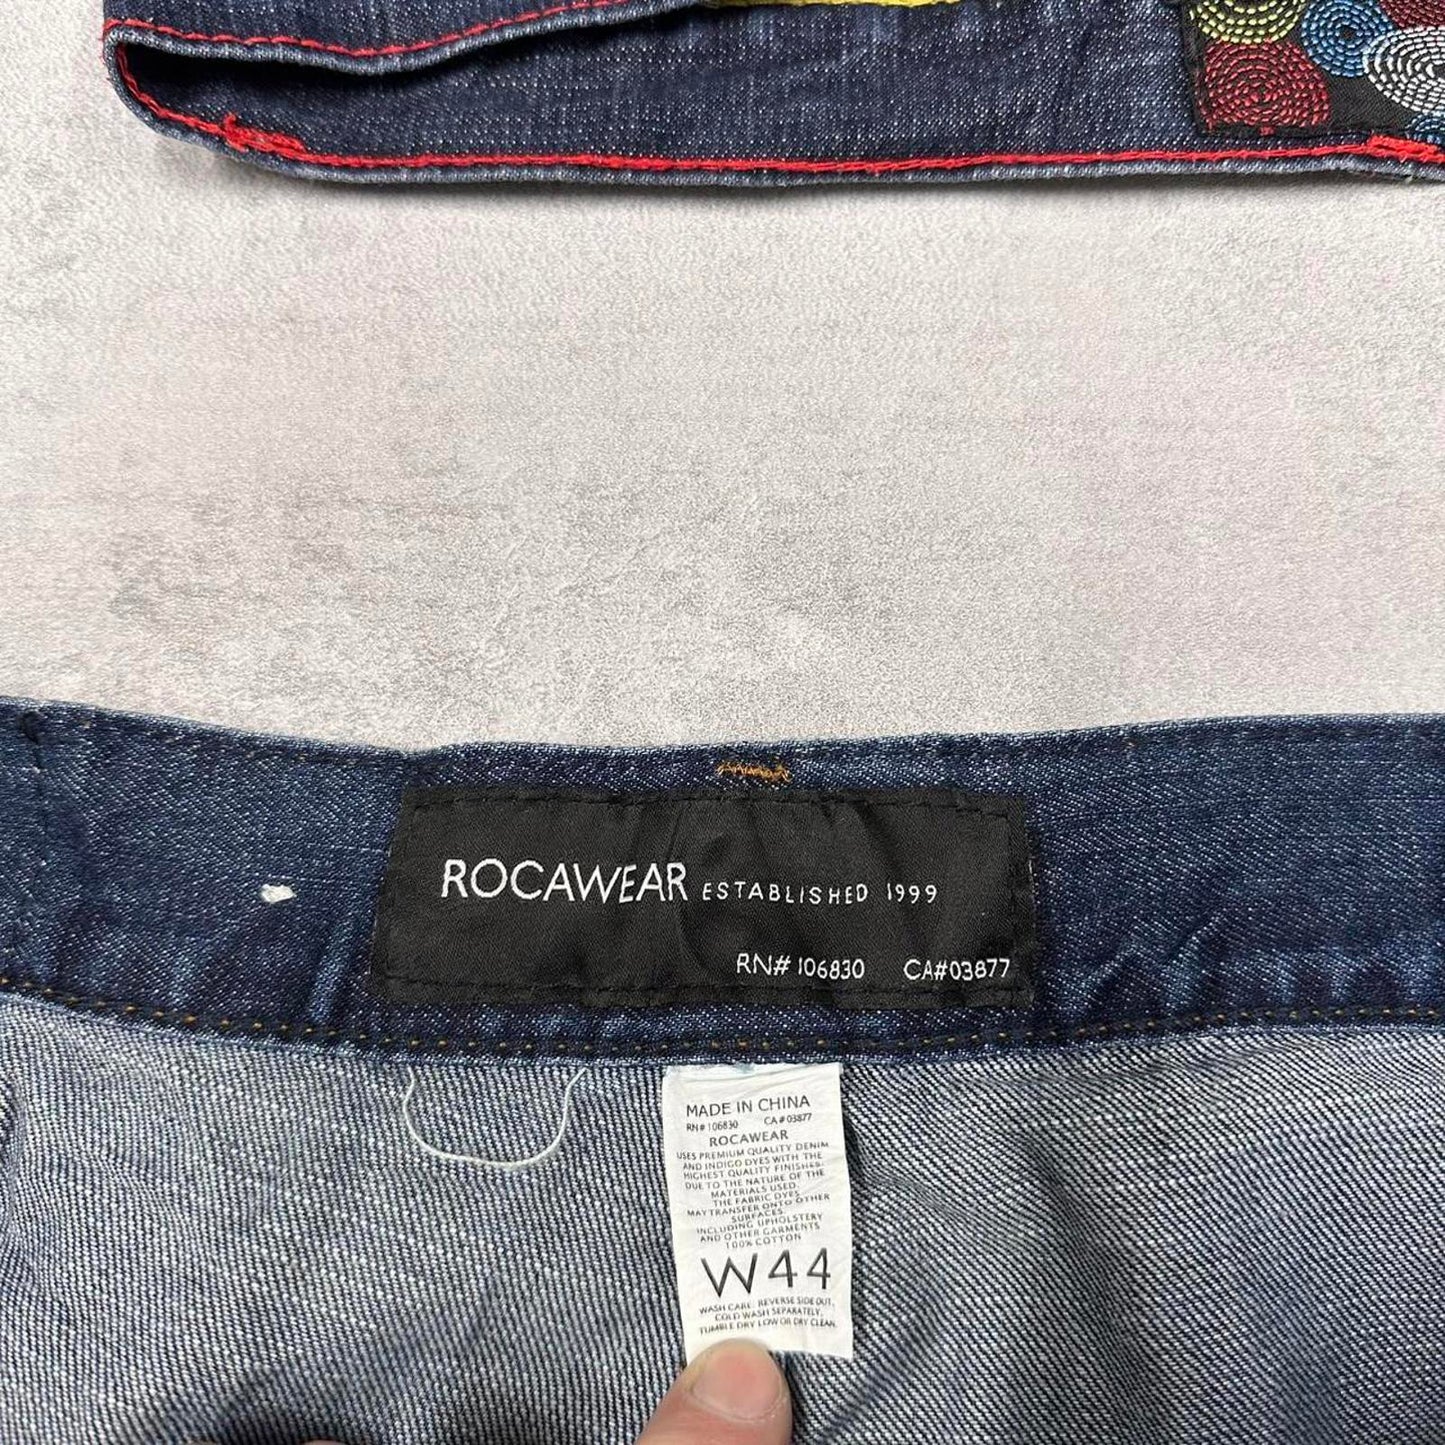 ROCAWEAR ESTABLISHED 1999
RN# 106830 CA#03877
MADE IN CHINA
RN# 106830 CA# 03877
ROCAWEAR
USES PREMIUM QUALITY DENIM
AND INDIGO DYES WITH THE
HIGHEST QUALITY FINISHES.
DUE TO THE NATURE OF THE
MATERIALS USED.
THE FABRIC DYES
MAY TRANSFER ONTO OTHER
SURFACES
INCLUDING UPHOLSTERY
AND OTHER GARMENTS
100% COTTON
W44
WASH CARE. REVERSE SIDE OUT.
COLD WASH SEPARATELY.
TUMBLE DRY LOW OR DRY CLEAN.